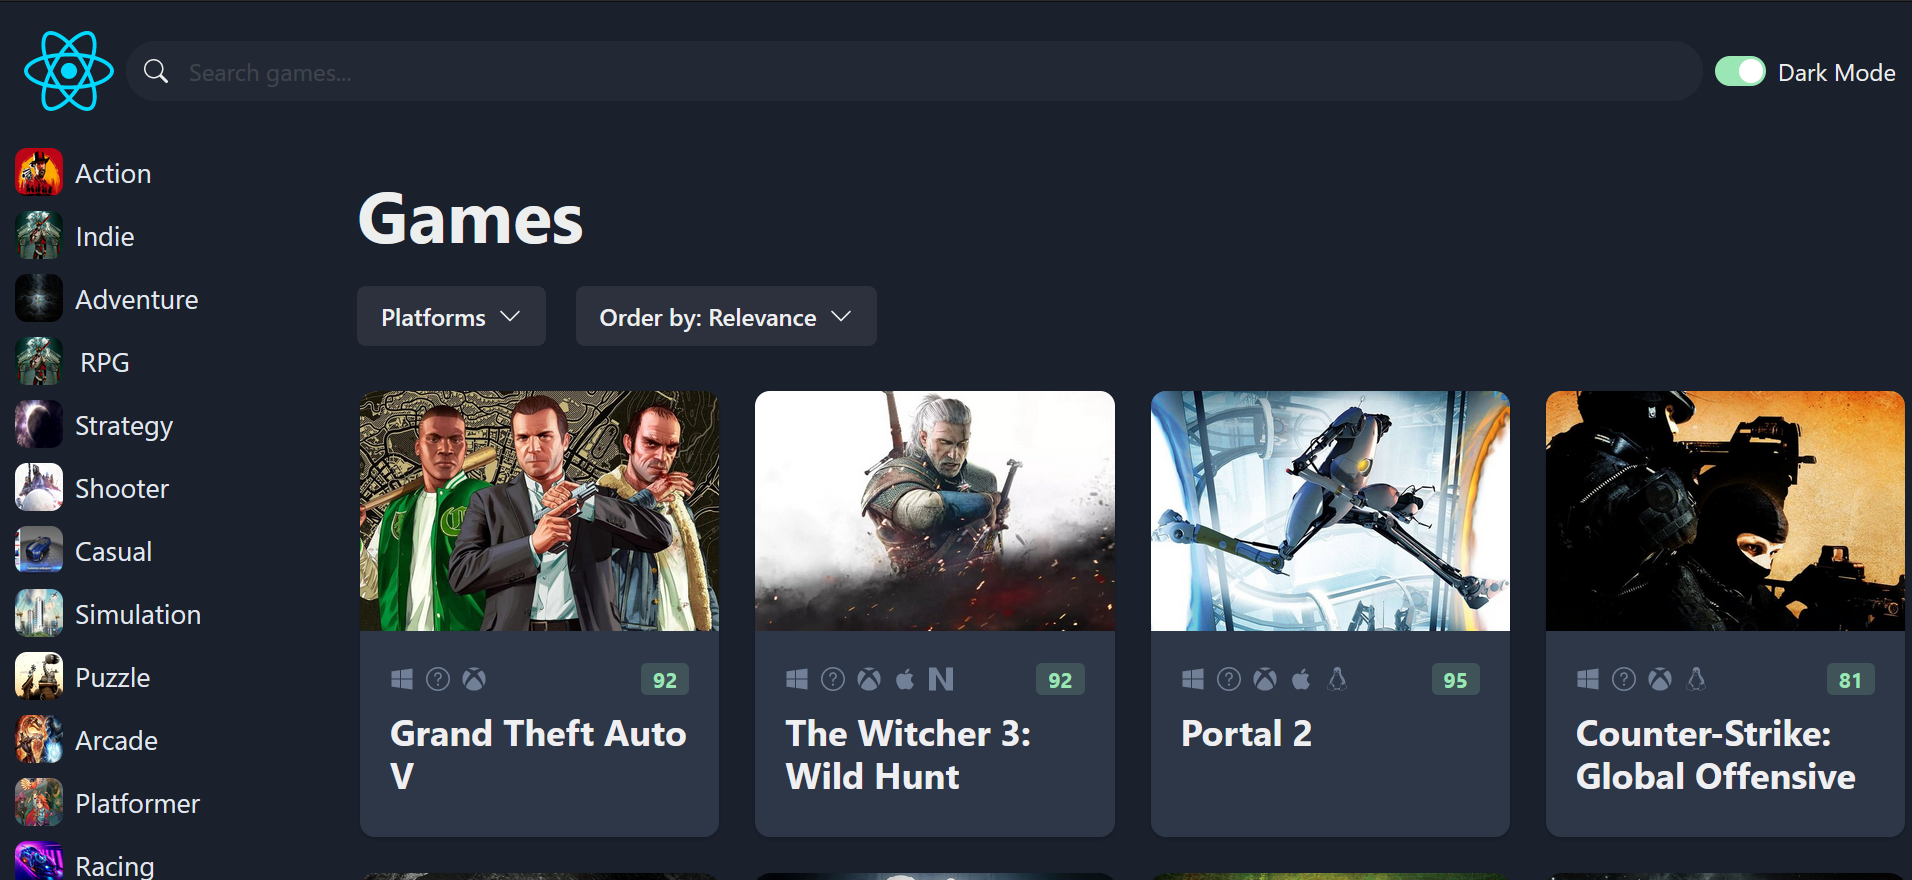 Search games...
Dark Mode
Action
Indie
Adventure
RPG
Strategy
Shooter
Casual
Simulation
Puzzle
Arcade
Platformer
Racing
Games
Platforms
Order by: Relevance
92
Grand Theft Auto
V
92
The Witcher 3:
Wild Hunt
95
Portal 2
81
Counter-Strike:
Global Offensive